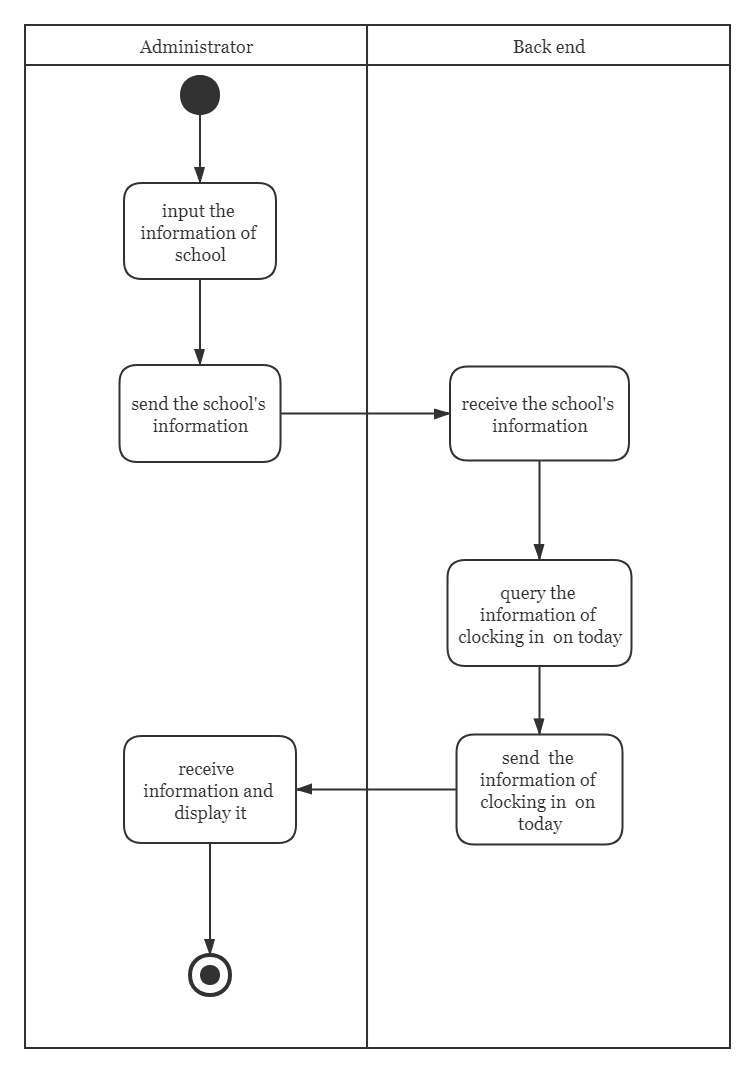 Administrator
Back end
input the
information of
school
send the school's
information
receive the school's
information
query the
information of
clocking in  on today
send  the
information of
clocking in  on
today
receive
information and
display it